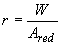 r = W / A_red